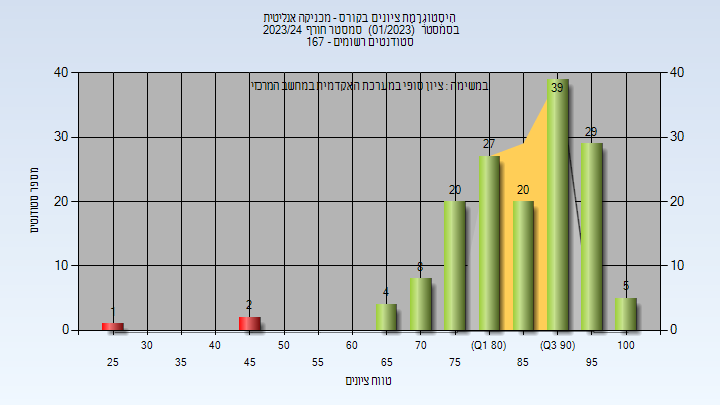 היסטוגרמת ציונים בקורס - מכניקה אנליטית
בסמסטר (01/2023) סמסטר חורף 2023/24
סטודנטים רשומים - 167
במשימה : ציון סופי במערכת האקדמית במחשב המרכזי
מספר סטודנטים
40
30
20
10
0
40
30
20
10
0
1
2
4
8
20
27
20
39
29
5
30 40 50 60 70 (Q1 80) (Q3 90) 100
25 35 45 55 65 75 85 95
טווח ציונים